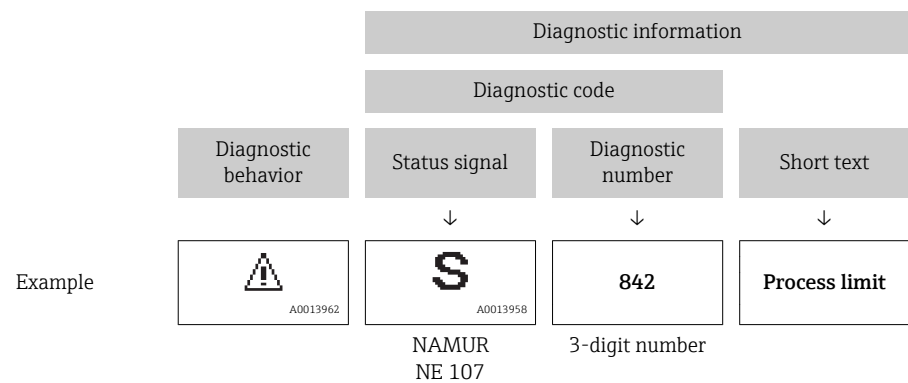 Diagnostic information
Diagnostic code
Diagnostic
behavior
Status signal
Diagnostic
number
Short text
↓ ↓ ↓
Example
A0013962
S
A0013958
842
Process limit
NAMUR
NE 107
3-digit number